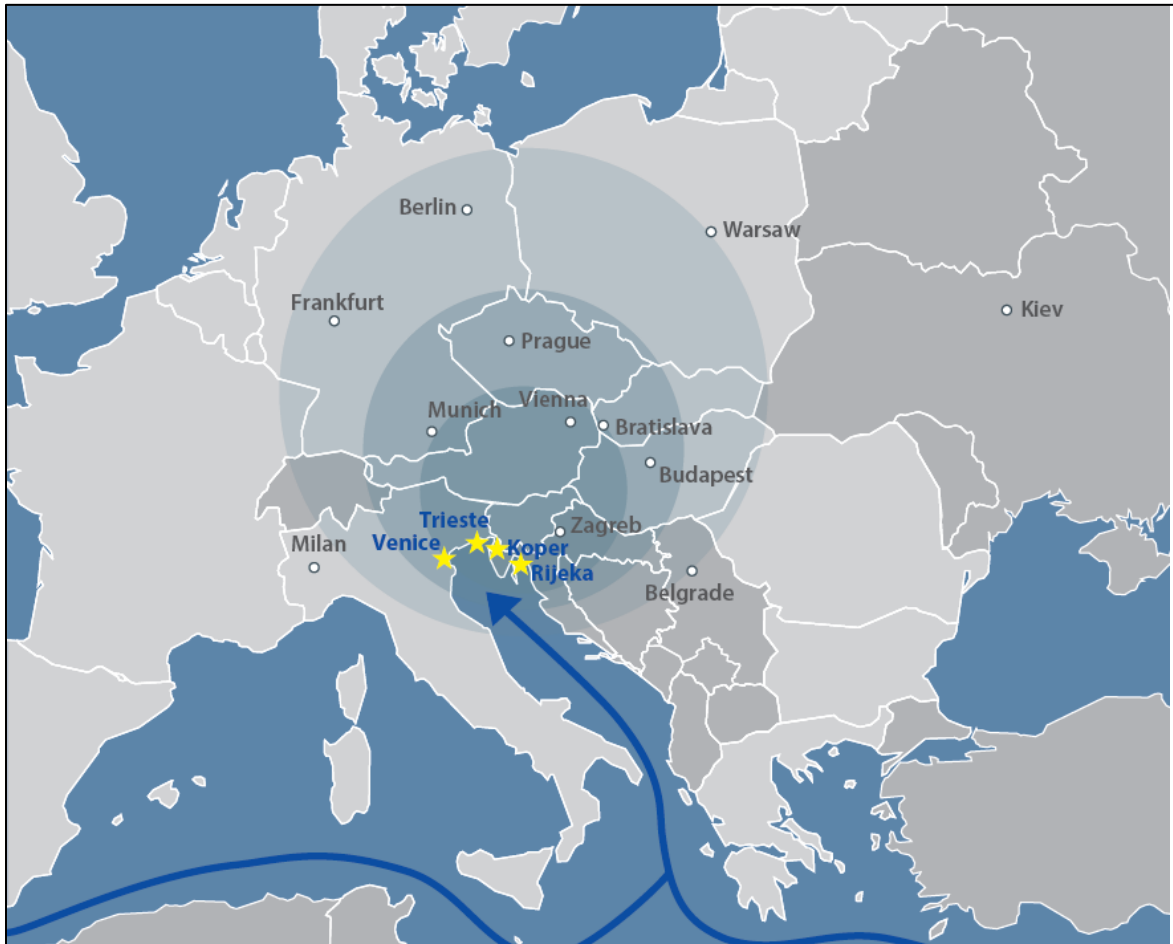 Berlin
Warsaw
Frankfurt
Kiev
Prague
Vienna
Munich
Bratislava
Budapest
Trieste
Zagreb
Venice
Koper
Milan
Rijeka
Belgrade